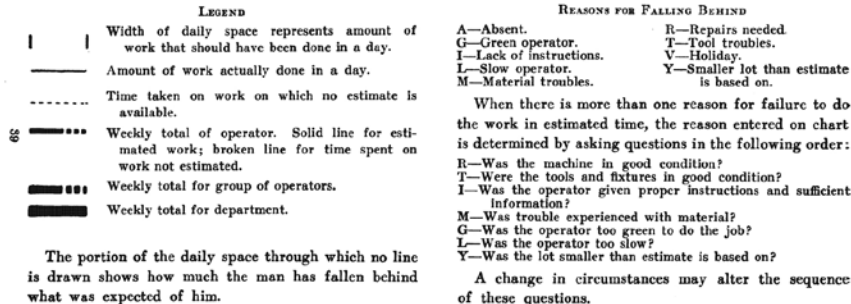 LEGEND
Width of daily space represents amount of
work that should have been done in a day.
Amount of work actually done in a day.
Time taken on work on which no estimate is
available.
Weekly total of operator. Solid line for esti-
mated work; broken line for time spent on
work not estimated.
Weekly total for group of operators.
Weekly total for department.
39
The portion of the daily space through which no line
is drawn shows how much the man has fallen behind
what was expected of him.
REASONS FOR FALLING BEHIND
A—Absent.
G—Green operator.
I—Lack of instructions.
L—Slow operator.
M—Material troubles.
R—Repairs needed.
T—Tool troubles.
V—Holiday.
Y—Smaller lot than estimate
is based on.
When there is more than one reason for failure to do
the work in estimated time, the reason entered on chart
is determined by asking questions in the following order:
R—Was the machine in good condition?
T—Were the tools and fixtures in good condition?
I—Was the operator given proper instructions and sufficient
information?
M—Was trouble experienced with material?
G—Was the operator too green to do the job?
L—Was the operator too slow?
Y—Was the lot smaller than estimate is based on?
A change in circumstances may alter the sequence
of these questions.